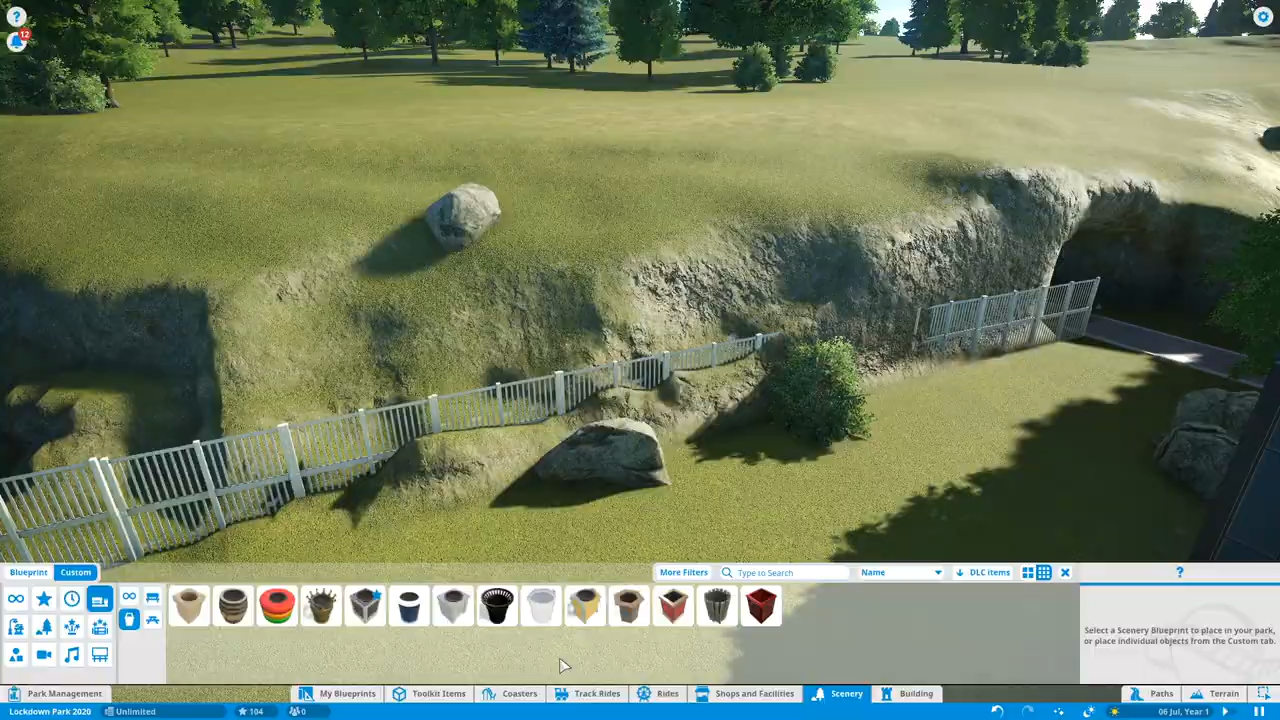 ?
12
Blueprint
Custom
More Filters
Type to Search
Name
DLC items
?
Select a Scenery Blueprint to place in your park,
or place individual objects from the Custom tab.
Park Management
My Blueprints
Toolkit Items
Coasters
Track Rides
Rides
Shops and Facilities
Scenery
Building
Paths
Terrain
Lockdown Park 2020
Unlimited
104
0
06 Jul, Year 1